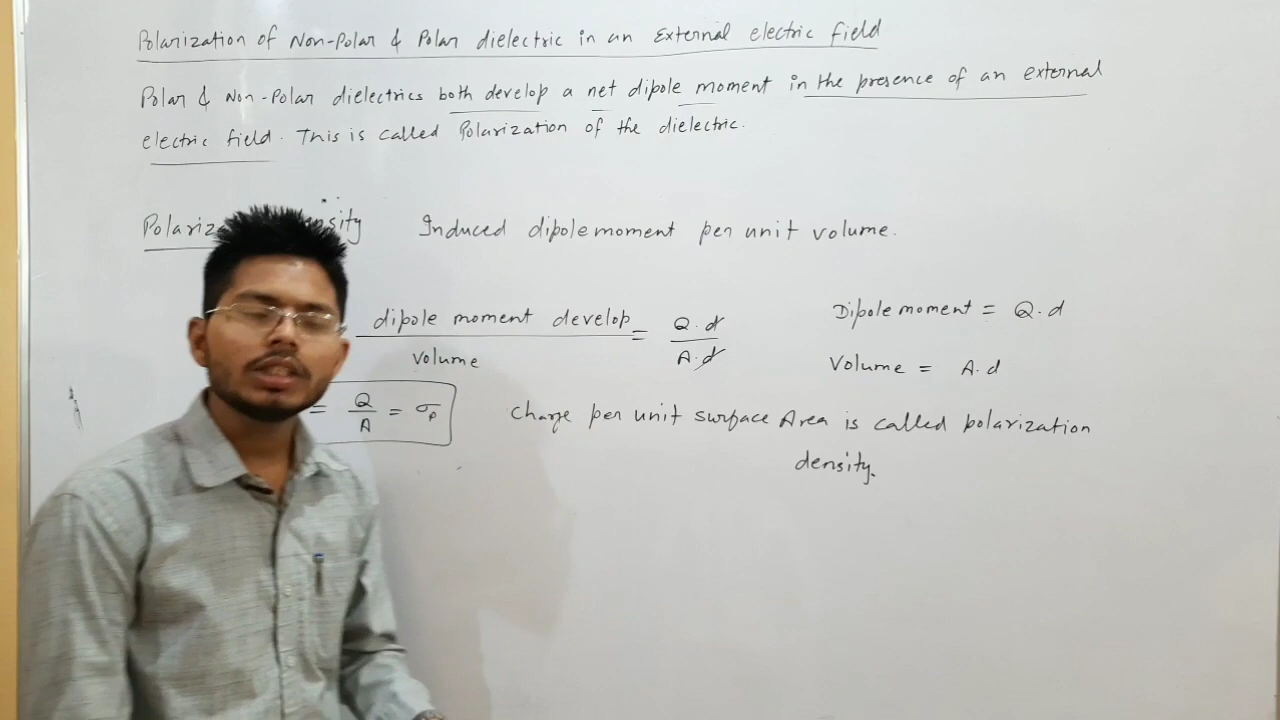 Polarization of Non-Polar & Polar dielectric in an External electric field
Polar & Non-Polar dielectrics both develop a net dipole moment in the presence of an external
electric field. This is called Polarization of the dielectric.
Induced dipole moment per unit volume.
dipole moment develop = Q.d
volume A.d
Dipole moment = Q.d
Volume = A.d
= Q/A = σp
Charge per unit surface Area is called polarization
density.